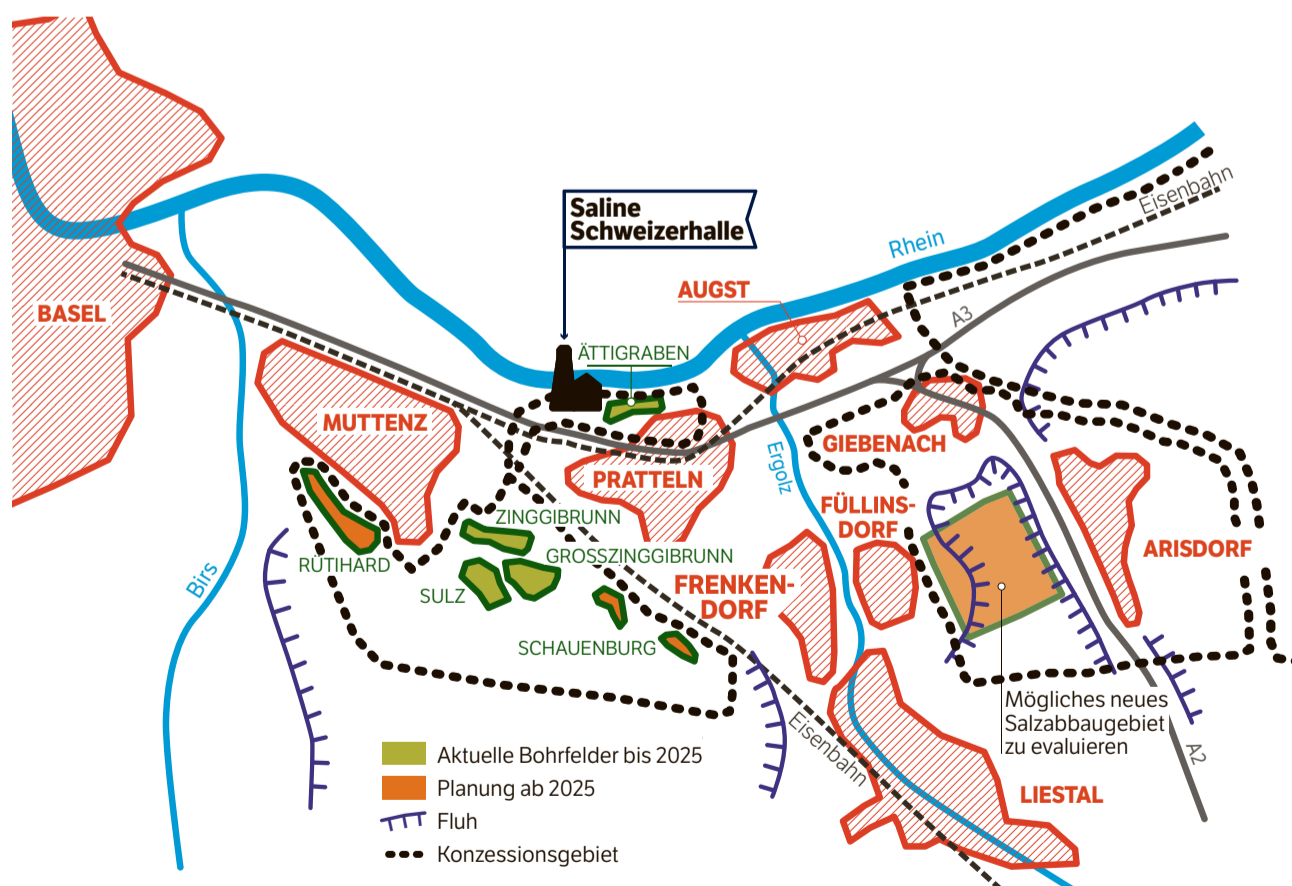 Saline
Schweizerhalle
Eisenbahn
Rhein
AUGST
BASEL
A3
ÄTTIGRABEN
MUTTENZ
GIEBENACH
Ergolz
PRATTELN
FÜLLINS-
DORF
ZINGGIBRUNN
ARISDORF
GROSSZINGGIBRUNN
RÜTIHARD
Birs
SULZ
FRENKEN-
DORF
SCHAUENBURG
Mögliches neues
Salzabbaugebiet
zu evaluieren
Eisenbahn
A2
LIESTAL
Aktuelle Bohrfelder bis 2025
Planung ab 2025
Fluh
Konzessionsgebiet